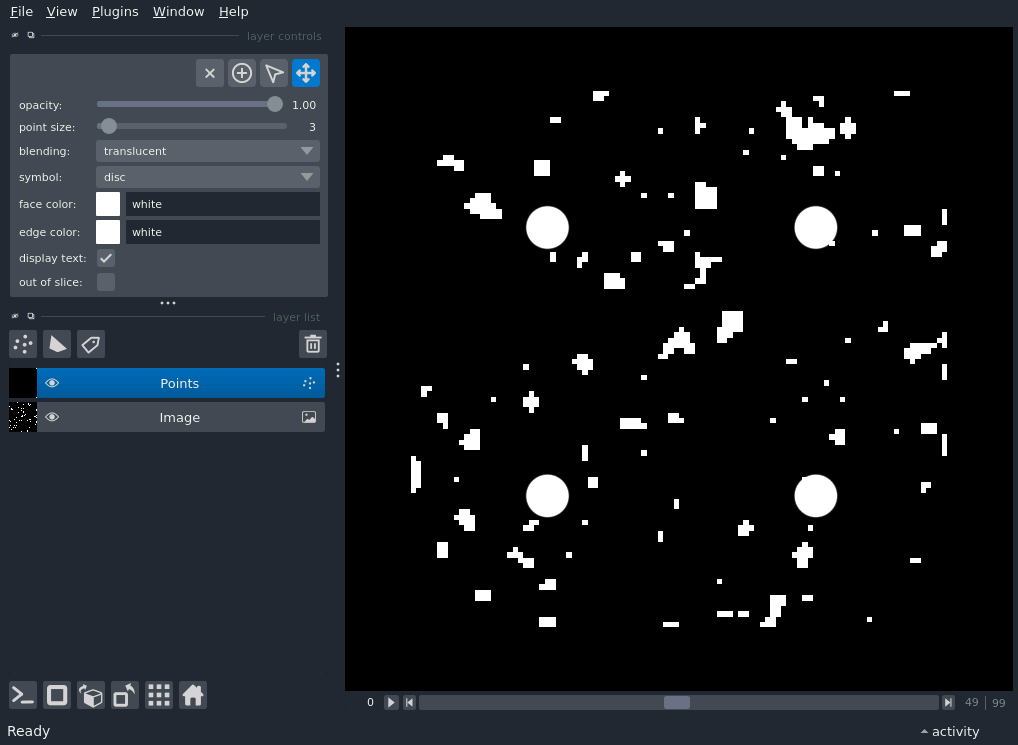 File View Plugins Window Help
layer controls
opacity: 1.00
point size: 3
blending: translucent
symbol: disc
face color: white
edge color: white
display text:
out of slice:
layer list
Points
Image
0 49 99
Ready activity